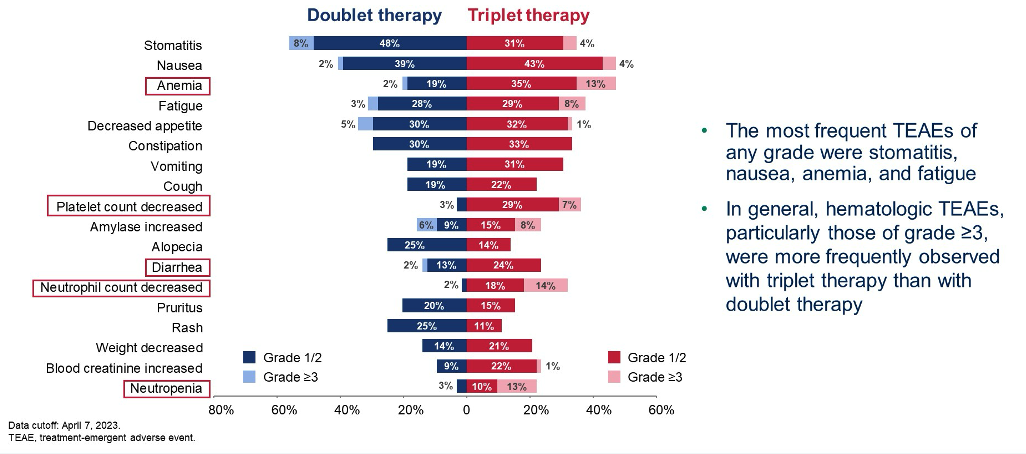 Doublet therapy Triplet therapy
Stomatitis 8% 48% 31% 4%
Nausea 2% 39% 43% 4%
Anemia 2% 19% 35% 13%
Fatigue 3% 28% 29% 8%
Decreased appetite 5% 30% 32% 1%
Constipation 30% 33%
Vomiting 19% 31%
Cough 19% 22%
Platelet count decreased 3% 29% 7%
Amylase increased 6% 9% 15% 8%
Alopecia 25% 14%
Diarrhea 2% 13% 24%
Neutrophil count decreased 2% 18% 14%
Pruritus 20% 15%
Rash 25% 11%
Weight decreased 14% 21%
Blood creatinine increased 9% 22% 1%
Neutropenia 3% 10% 13%
Grade 1/2
Grade ≥3
Grade 1/2
Grade ≥3
80% 60% 40% 20% 0 20% 40% 60%
• The most frequent TEAEs of
any grade were stomatitis,
nausea, anemia, and fatigue
• In general, hematologic TEAEs,
particularly those of grade ≥3,
were more frequently observed
with triplet therapy than with
doublet therapy
Data cutoff: April 7, 2023.
TEAE, treatment-emergent adverse event.